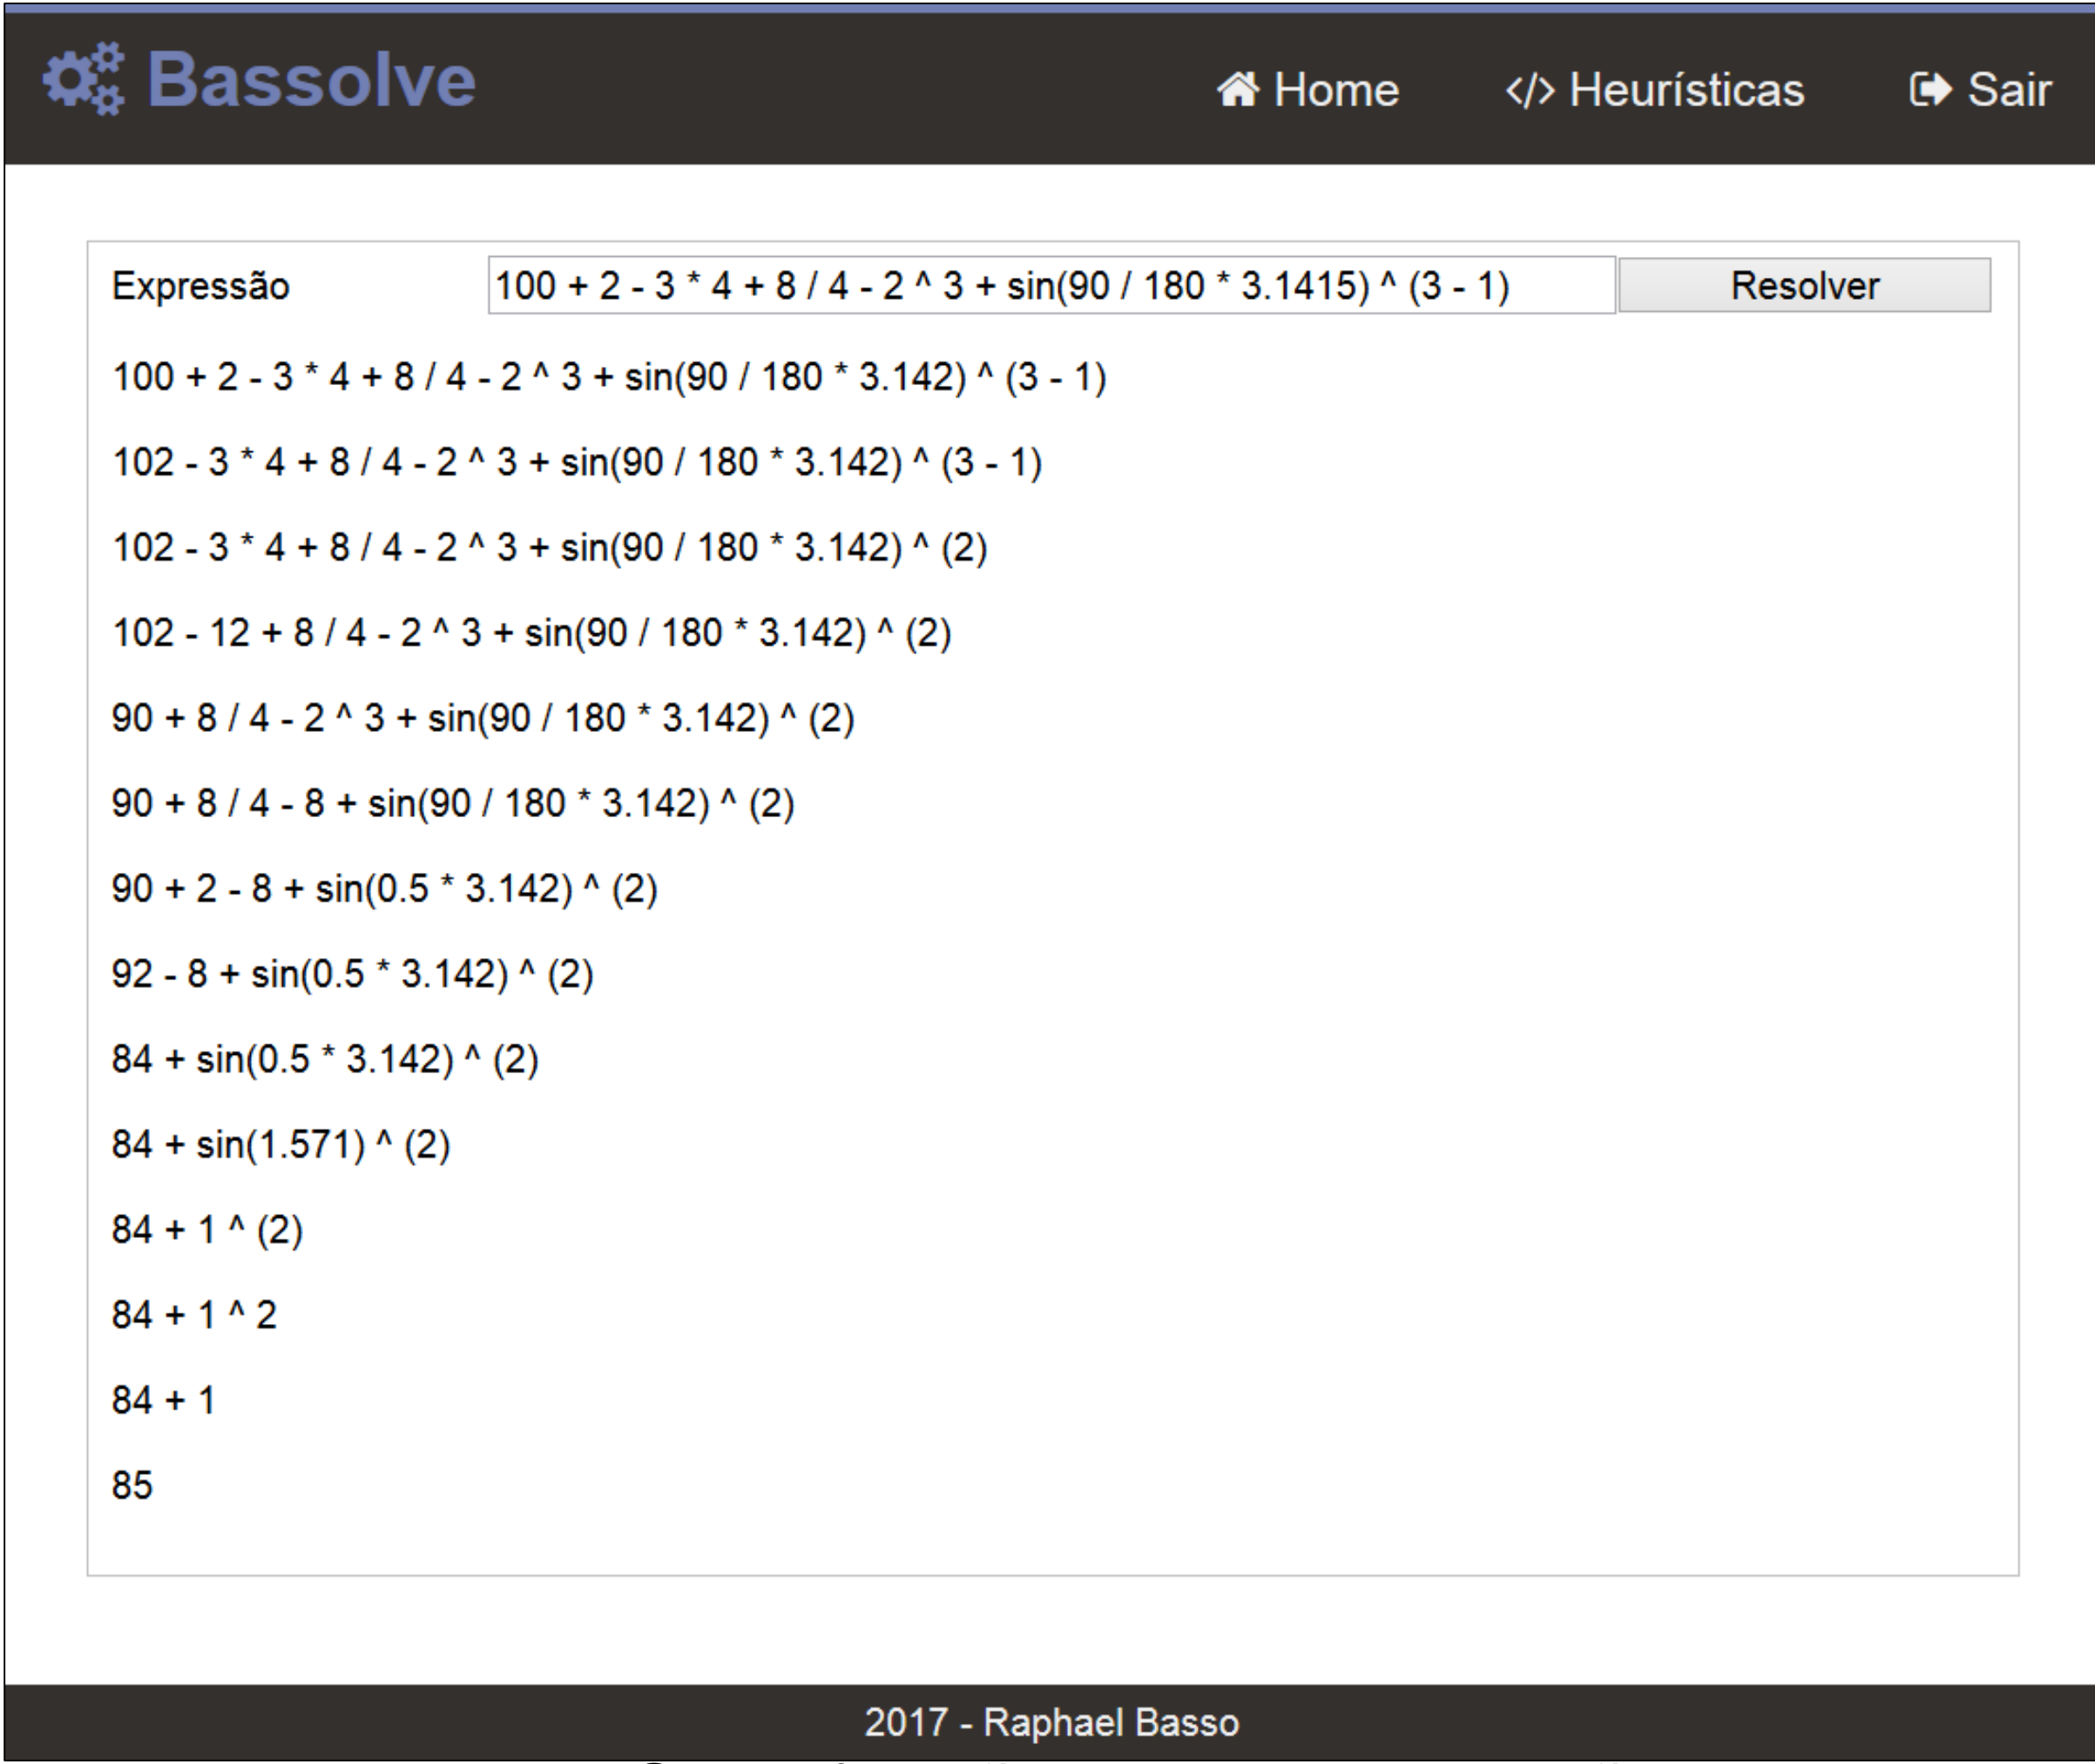 Bassolve
Home Heurísticas Sair
Expressão 100 + 2 - 3 * 4 + 8 / 4 - 2 ^ 3 + sin(90 / 180 * 3.1415) ^ (3 - 1) Resolver
100 + 2 - 3 * 4 + 8 / 4 - 2 ^ 3 + sin(90 / 180 * 3.142) ^ (3 - 1)
102 - 3 * 4 + 8 / 4 - 2 ^ 3 + sin(90 / 180 * 3.142) ^ (3 - 1)
102 - 3 * 4 + 8 / 4 - 2 ^ 3 + sin(90 / 180 * 3.142) ^ (2)
102 - 12 + 8 / 4 - 2 ^ 3 + sin(90 / 180 * 3.142) ^ (2)
90 + 8 / 4 - 2 ^ 3 + sin(90 / 180 * 3.142) ^ (2)
90 + 8 / 4 - 8 + sin(90 / 180 * 3.142) ^ (2)
90 + 2 - 8 + sin(0.5 * 3.142) ^ (2)
92 - 8 + sin(0.5 * 3.142) ^ (2)
84 + sin(0.5 * 3.142) ^ (2)
84 + sin(1.571) ^ (2)
84 + 1 ^ (2)
84 + 1 ^ 2
84 + 1
85
2017 - Raphael Basso